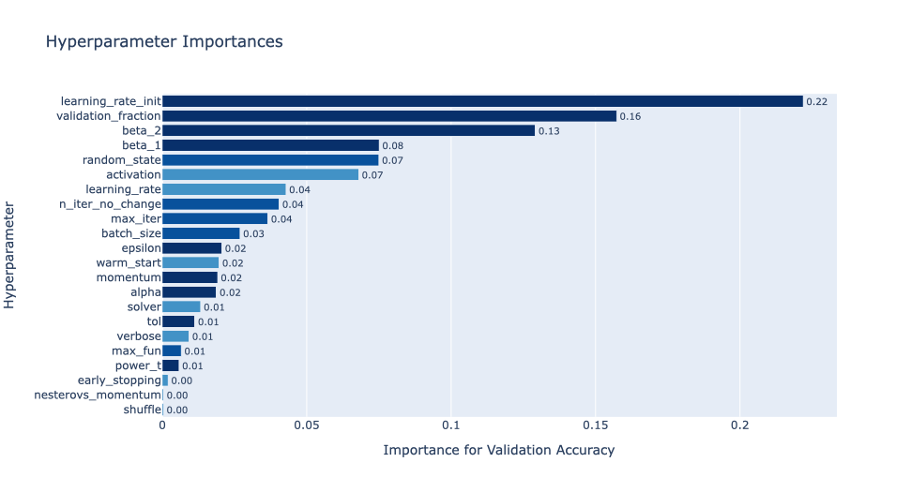 Hyperparameter Importances
Hyperparameter
learning_rate_init 0.22
validation_fraction 0.16
beta_2 0.13
beta_1 0.08
random_state 0.07
activation 0.07
learning_rate 0.04
n_iter_no_change 0.04
max_iter 0.04
batch_size 0.03
epsilon 0.02
warm_start 0.02
momentum 0.02
alpha 0.02
solver 0.01
tol 0.01
verbose 0.01
max_fun 0.01
power_t 0.01
early_stopping 0.00
nesterovs_momentum 0.00
shuffle 0.00
0 0.05 0.1 0.15 0.2
Importance for Validation Accuracy